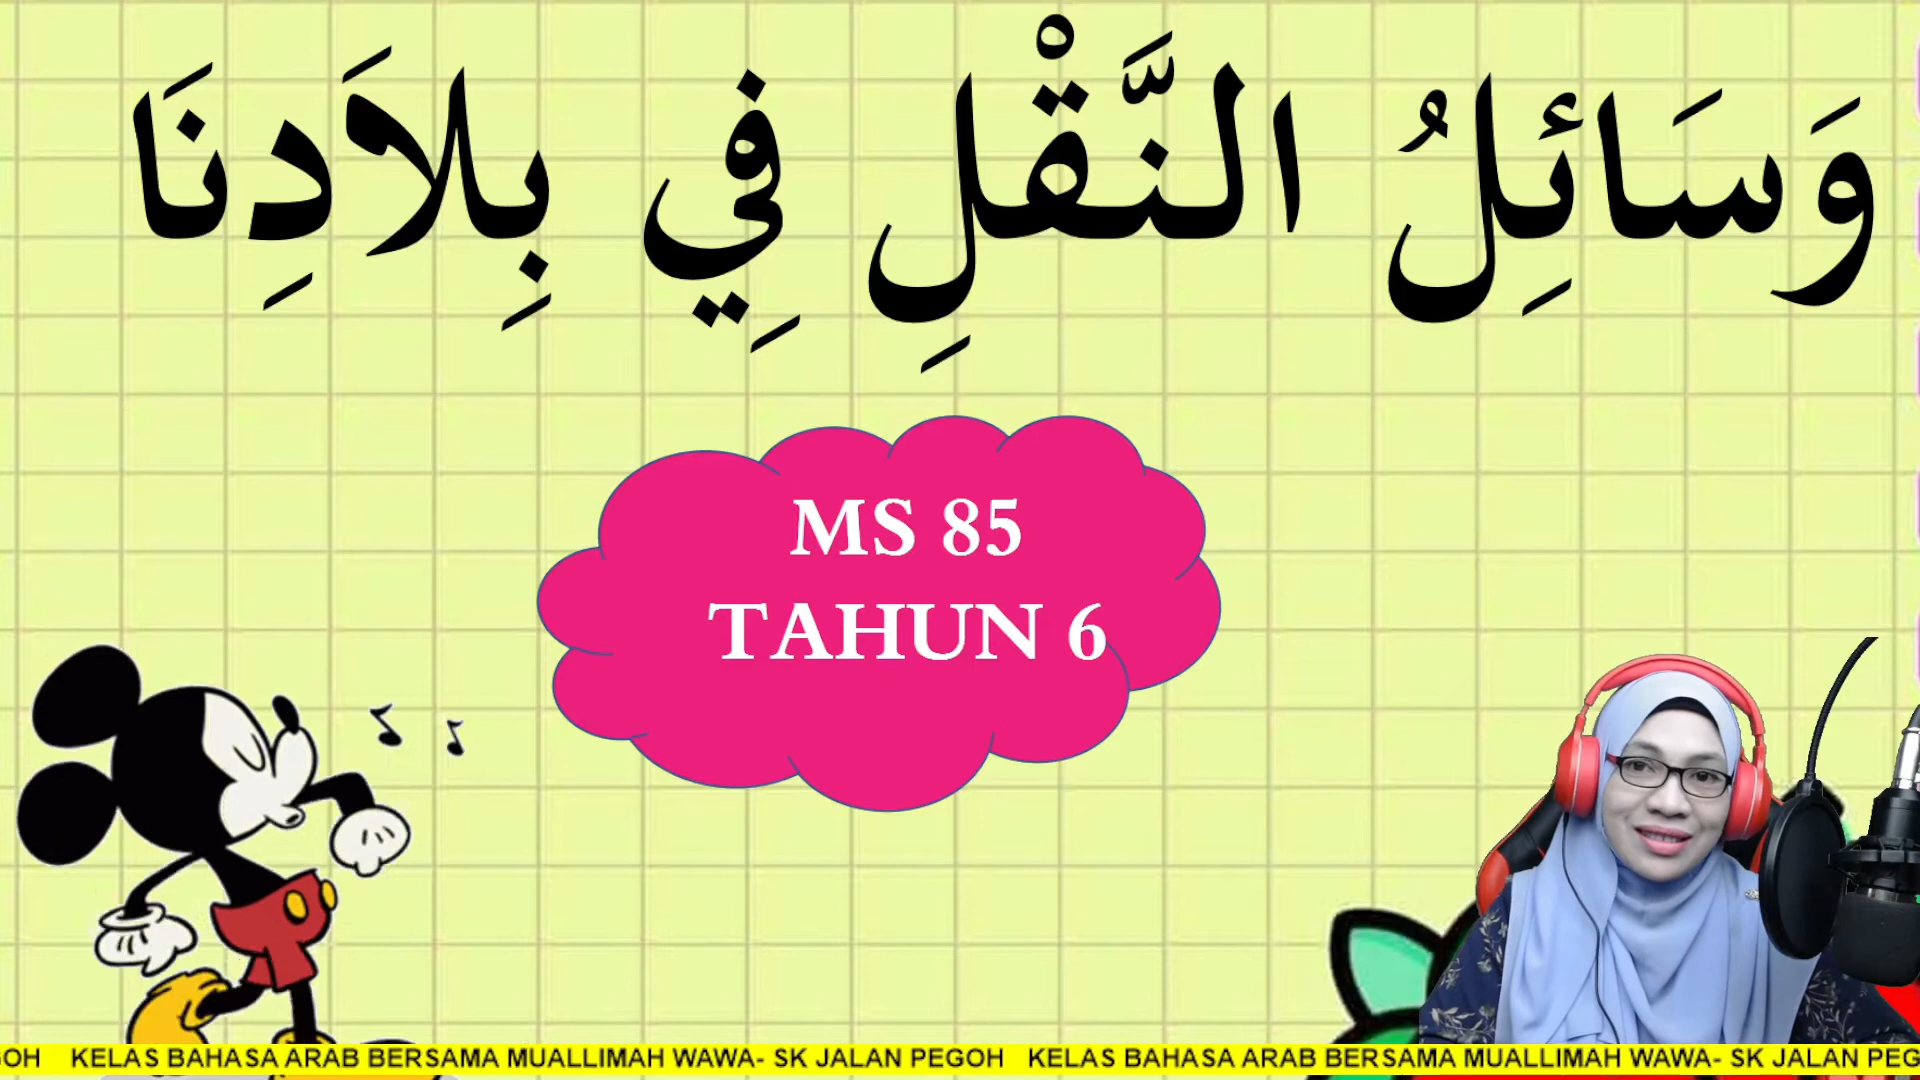 وَسَائِلُ النَّقْلِ فِي بِلاَدِنَا
MS 85
TAHUN 6
GOH KELAS BAHASA ARAB BERSAMA MUALLIMAH WAWA- SK JALAN PEGOH KELAS BAHASA ARAB BERSAMA MUALLIMAH WAWA- SK JALAN PEG